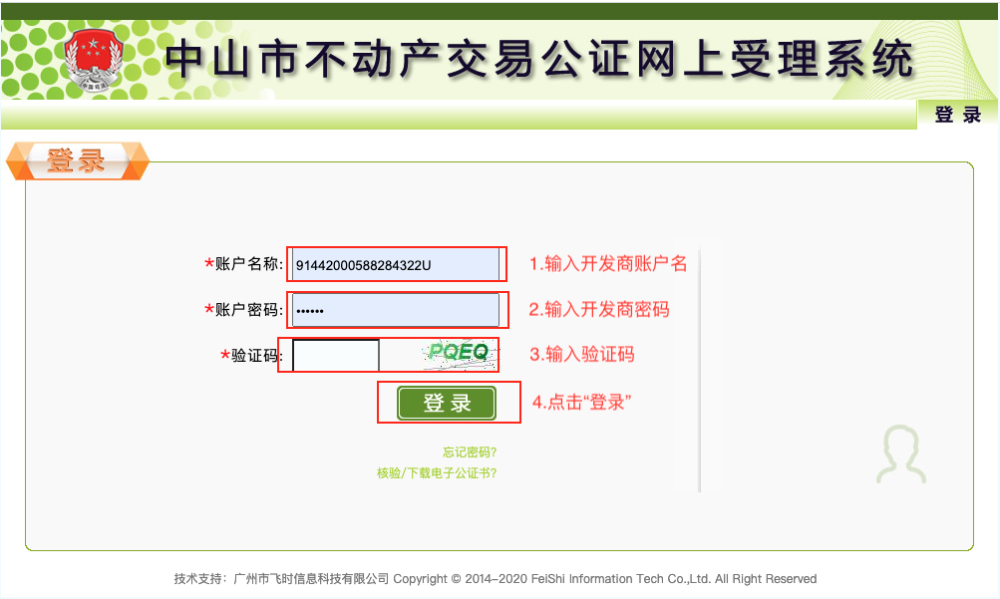 中山市不动产交易公证网上受理系统
登 录
登录
*账户名称: 91442000588284322U 1.输入开发商账户名
*账户密码: •••••• 2.输入开发商密码
*验证码: PQEQ 3.输入验证码
登 录 4.点击“登录”
忘记密码?
核验/下载电子公证书?
技术支持：广州市飞时信息科技有限公司 Copyright © 2014-2020 FeiShi Information Tech Co.,Ltd. All Right Reserved